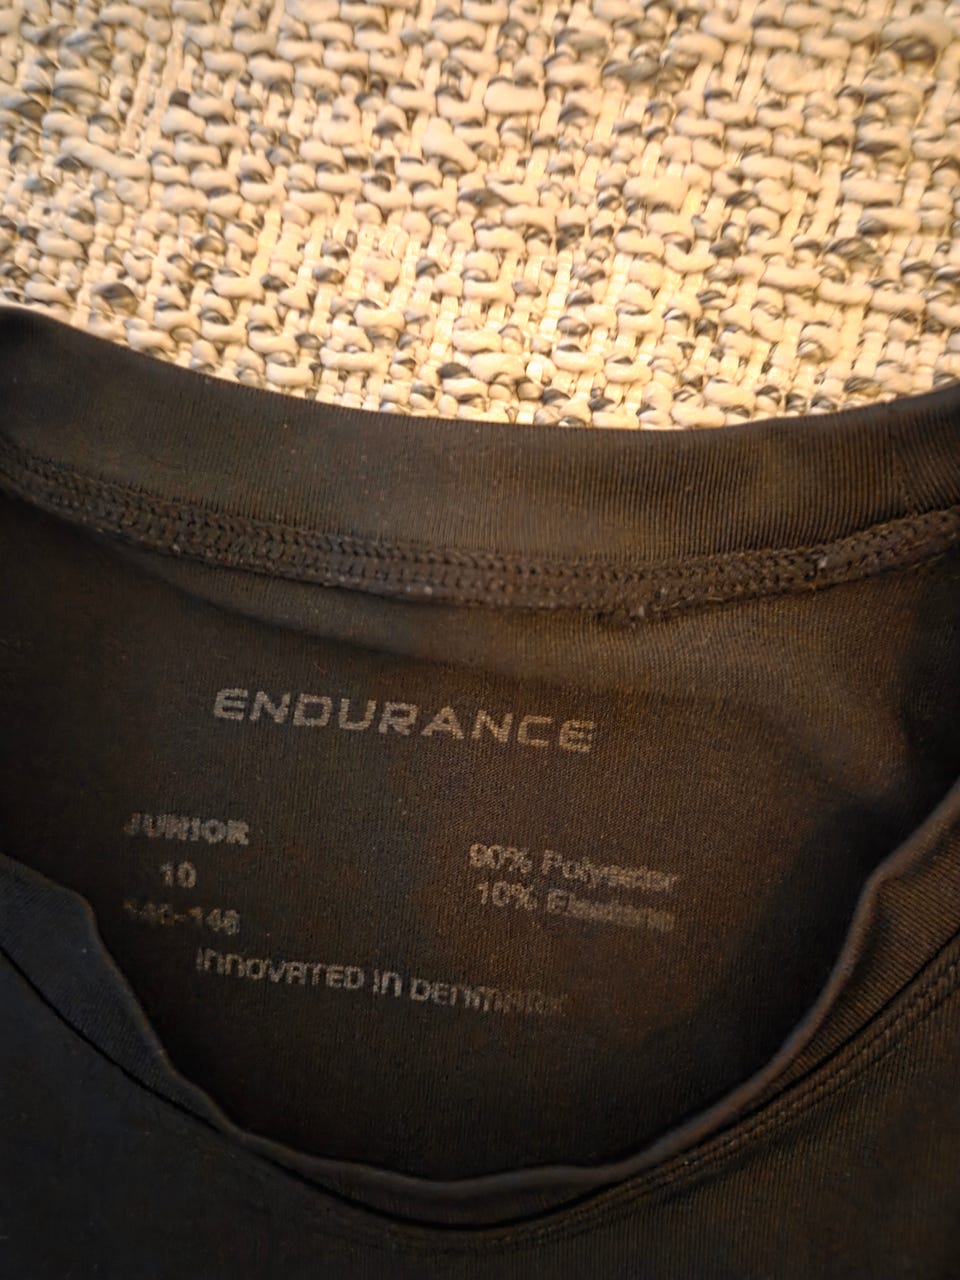 ENDURANCE
JUNIOR
10
90% Polyester
10% Elastane
INNOVATED IN DENMARK